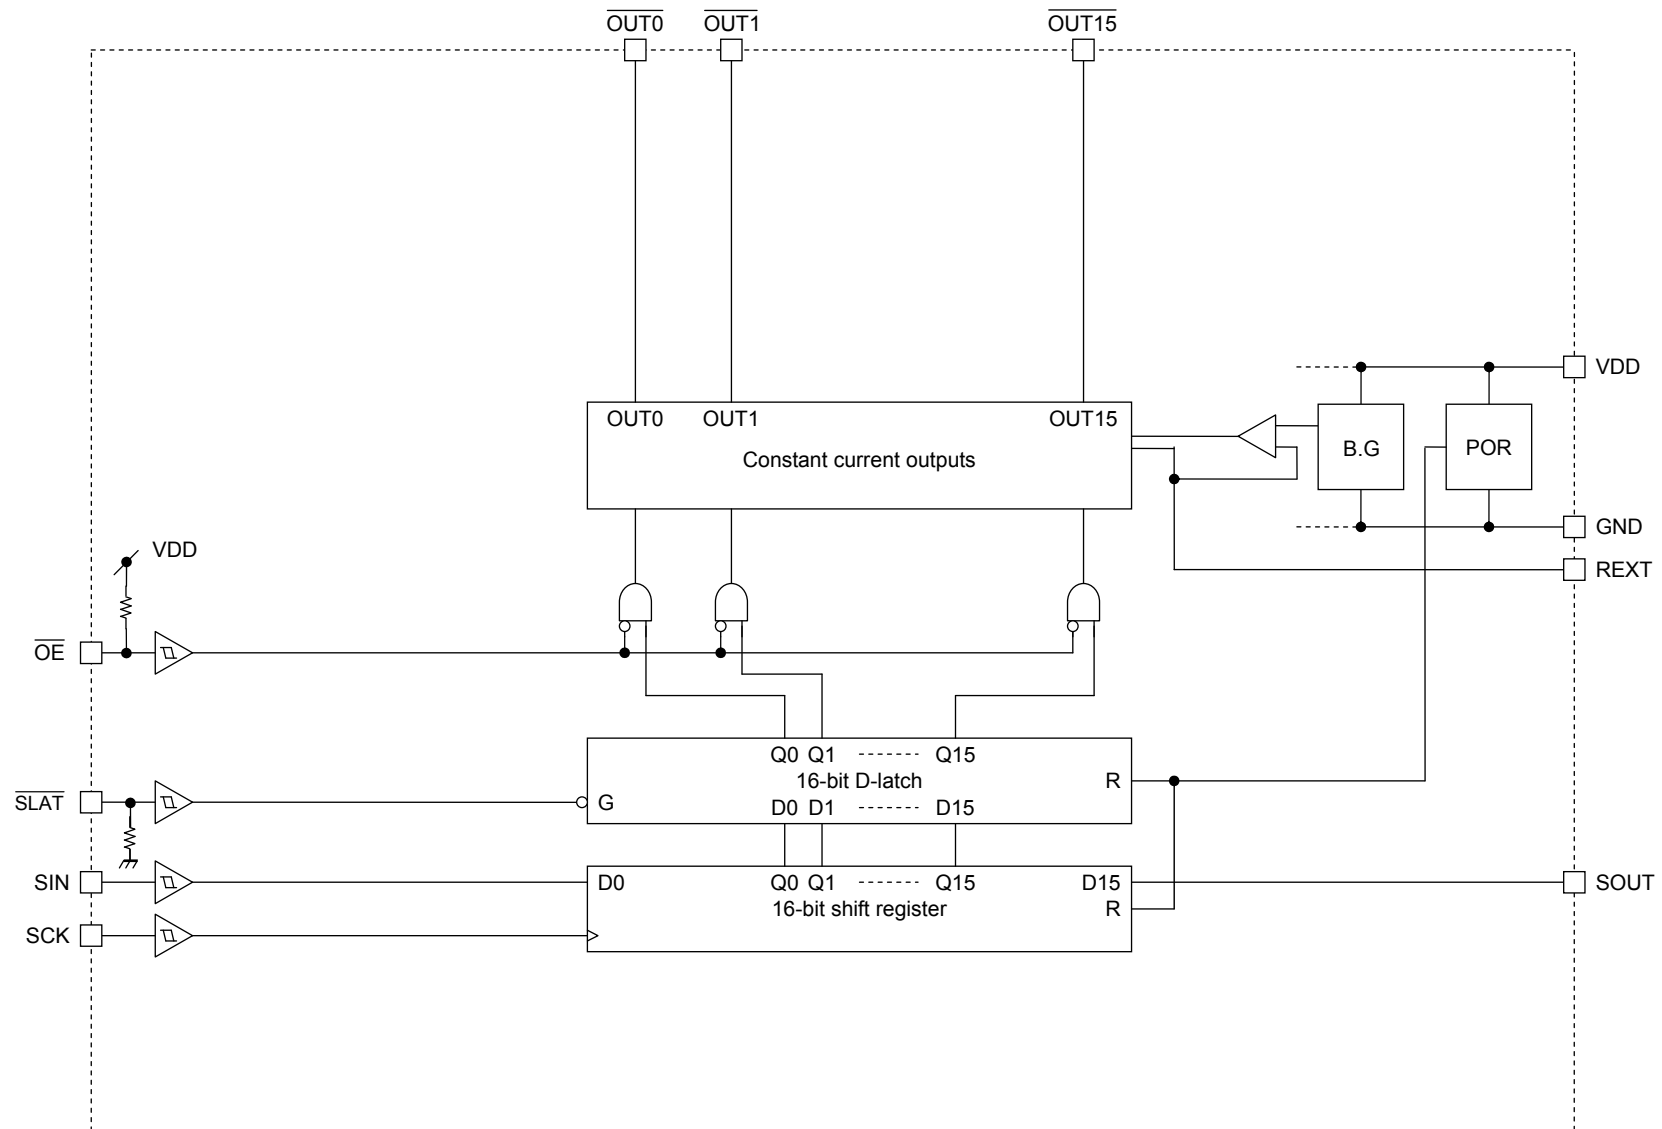 OUT0 OUT1 OUT15
VDD
OUT0 OUT1 OUT15
Constant current outputs
B.G
POR
GND
VDD
REXT
OE
Q0 Q1 Q15
16-bit D-latch
R
SLAT
G
D0 D1 D15
SIN
D0
Q0 Q1 Q15
D15
SOUT
16-bit shift register
R
SCK